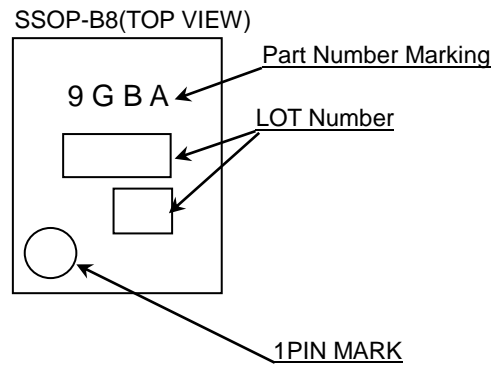 SSOP-B8(TOP VIEW)
Part Number Marking
9 G B A
LOT Number
1PIN MARK